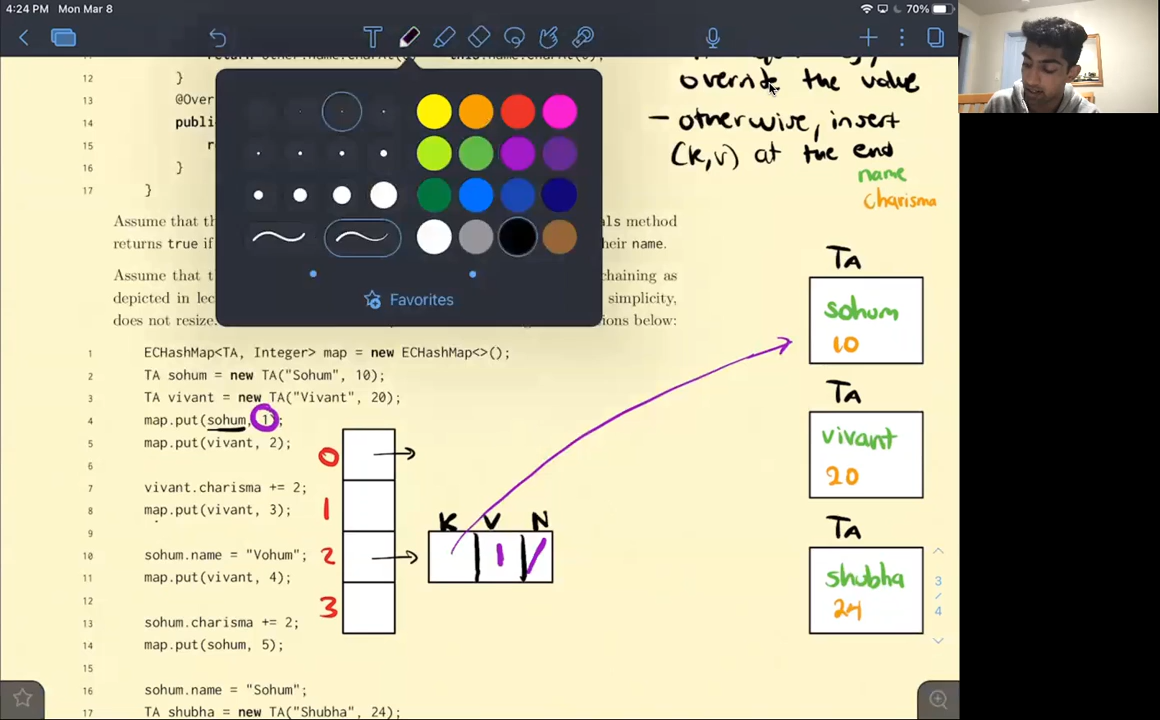 4:24 PM Mon Mar 8
70%
T
12 }
13 @Over
14 publi
15 r
16 }
17 }
override the value
- otherwise, insert
(k,v) at the end
name
charisma
Assume that th
als method
returns true if
heir name.
Assume that t
chaining as
depicted in lec
simplicity,
does not resize.
ions below:
Favorites
1 ECHashMap<TA, Integer> map = new ECHashMap<>();
2 TA sohum = new TA("Sohum", 10);
3 TA vivant = new TA("Vivant", 20);
4 map.put(sohum, 1);
5 map.put(vivant, 2);
6
7 vivant.charisma += 2;
8 map.put(vivant, 3);
9
10 sohum.name = "Vohum";
11 map.put(vivant, 4);
12
13 sohum.charisma += 2;
14 map.put(sohum, 5);
15
16 sohum.name = "Sohum";
17 TA shubha = new TA("Shubha", 24);
0
1
2
3
K V N
1
TA
sohum
10
TA
vivant
20
TA
shubha
24
3
/
4